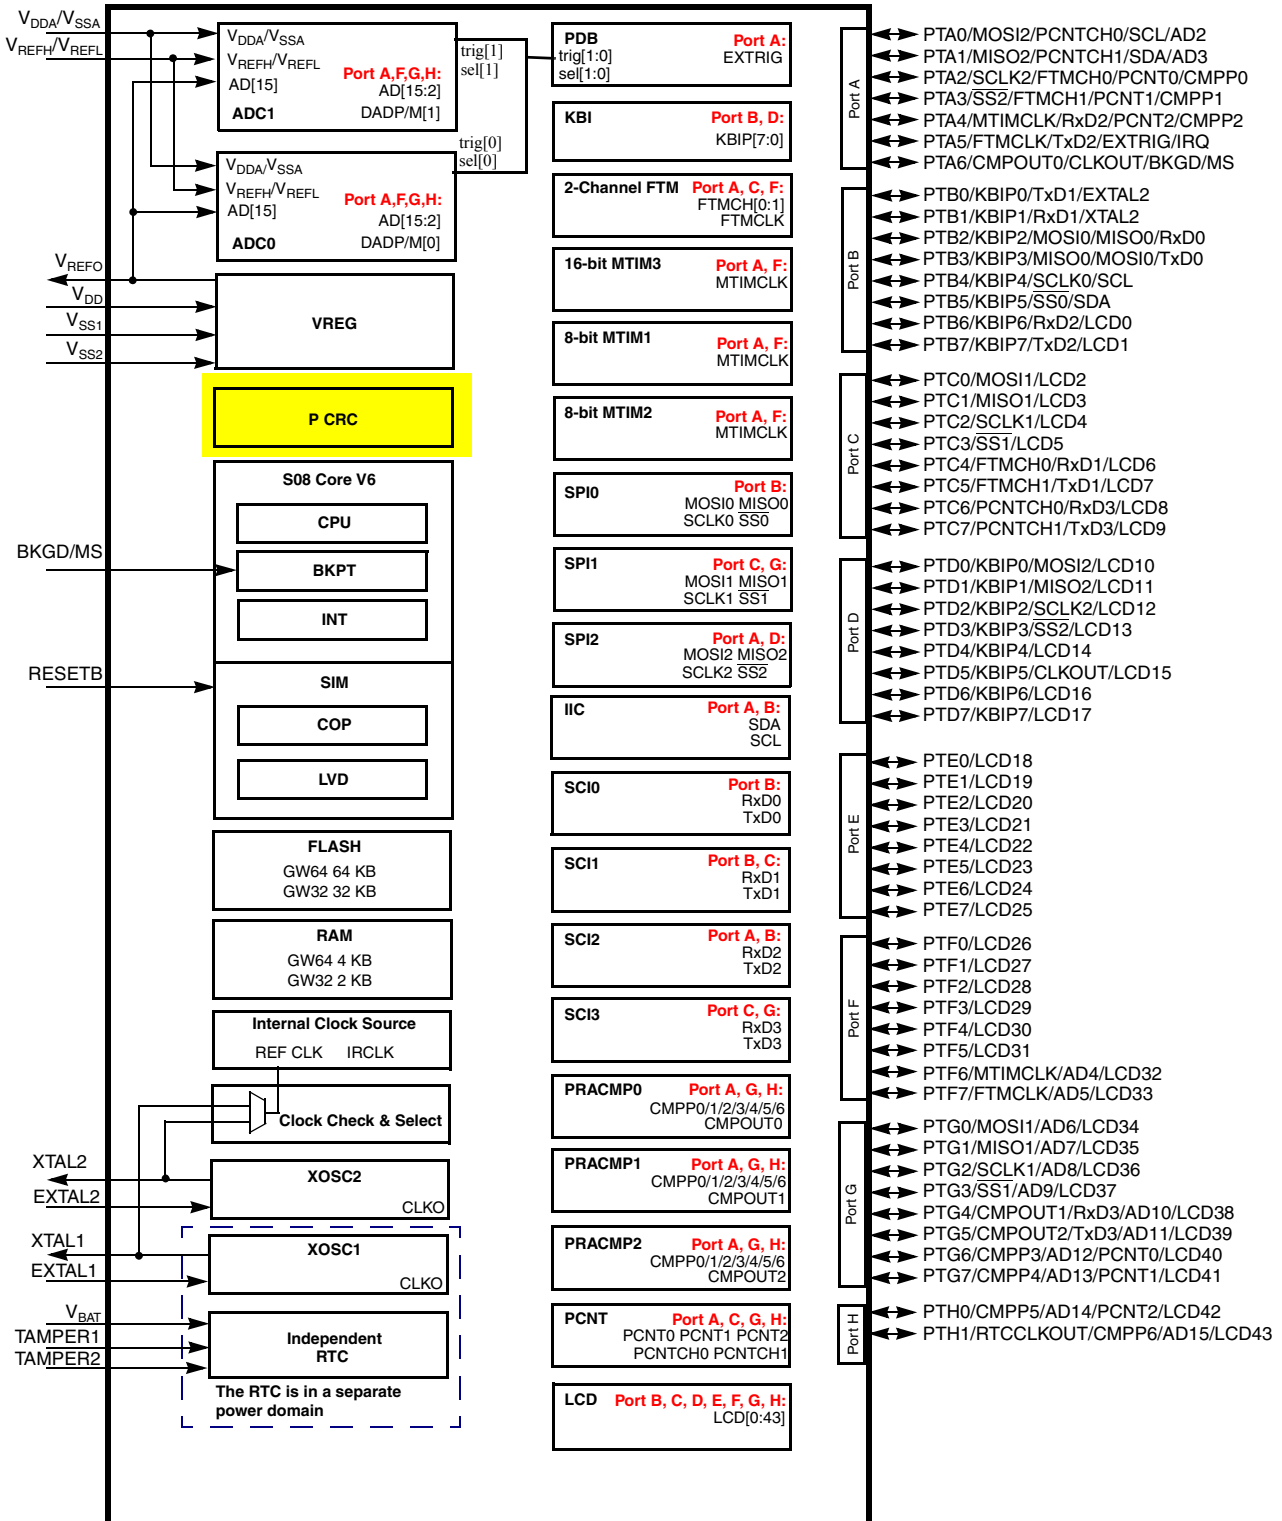 VDDA/VSSA
VREFH/VREFL
VREFO
VDD
VSS1
VSS2
BKGD/MS
RESETB
XTAL2
EXTAL2
XTAL1
EXTAL1
VBAT
TAMPER1
TAMPER2
VDDA/VSSA
VREFH/VREFL
Port A,F,G,H:
AD[15]
AD[15:2]
ADC1
DADP/M[1]
trig[1]
sel[1]
VDDA/VSSA
VREFH/VREFL
Port A,F,G,H:
AD[15]
AD[15:2]
ADC0
DADP/M[0]
trig[0]
sel[0]
VREG
P CRC
S08 Core V6
CPU
BKPT
INT
SIM
COP
LVD
FLASH
GW64 64 KB
GW32 32 KB
RAM
GW64 4 KB
GW32 2 KB
Internal Clock Source
REF CLK IRCLK
Clock Check & Select
XOSC2
CLKO
XOSC1
CLKO
Independent
RTC
The RTC is in a separate
power domain
PDB
Port A:
trig[1:0]
EXTRIG
sel[1:0]
KBI
Port B, D:
KBIP[7:0]
2-Channel FTM
Port A, C, F:
FTMCH[0:1]
FTMCLK
16-bit MTIM3
Port A, F:
MTIMCLK
8-bit MTIM1
Port A, F:
MTIMCLK
8-bit MTIM2
Port A, F:
MTIMCLK
SPI0
Port B:
MOSI0 MISO0
SCLK0 SS0
SPI1
Port C, G:
MOSI1 MISO1
SCLK1 SS1
SPI2
Port A, D:
MOSI2 MISO2
SCLK2 SS2
IIC
Port A, B:
SDA
SCL
SCI0
Port B:
RxD0
TxD0
SCI1
Port B, C:
RxD1
TxD1
SCI2
Port A, B:
RxD2
TxD2
SCI3
Port C, G:
RxD3
TxD3
PRACMP0
Port A, G, H:
CMPP0/1/2/3/4/5/6
CMPOUT0
PRACMP1
Port A, G, H:
CMPP0/1/2/3/4/5/6
CMPOUT1
PRACMP2
Port A, G, H:
CMPP0/1/2/3/4/5/6
CMPOUT2
PCNT
Port A, C, G, H:
PCNT0 PCNT1 PCNT2
PCNTCH0 PCNTCH1
LCD
Port B, C, D, E, F, G, H:
LCD[0:43]
Port A
PTA0/MOSI2/PCNTCH0/SCL/AD2
PTA1/MISO2/PCNTCH1/SDA/AD3
PTA2/SCLK2/FTMCH0/PCNT0/CMPP0
PTA3/SS2/FTMCH1/PCNT1/CMPP1
PTA4/MTIMCLK/RxD2/PCNT2/CMPP2
PTA5/FTMCLK/TxD2/EXTRIG/IRQ
PTA6/CMPOUT0/CLKOUT/BKGD/MS
Port B
PTB0/KBIP0/TxD1/EXTAL2
PTB1/KBIP1/RxD1/XTAL2
PTB2/KBIP2/MOSI0/MISO0/RxD0
PTB3/KBIP3/MISO0/MOSI0/TxD0
PTB4/KBIP4/SCLK0/SCL
PTB5/KBIP5/SS0/SDA
PTB6/KBIP6/RxD2/LCD0
PTB7/KBIP7/TxD2/LCD1
Port C
PTC0/MOSI1/LCD2
PTC1/MISO1/LCD3
PTC2/SCLK1/LCD4
PTC3/SS1/LCD5
PTC4/FTMCH0/RxD1/LCD6
PTC5/FTMCH1/TxD1/LCD7
PTC6/PCNTCH0/RxD3/LCD8
PTC7/PCNTCH1/TxD3/LCD9
Port D
PTD0/KBIP0/MOSI2/LCD10
PTD1/KBIP1/MISO2/LCD11
PTD2/KBIP2/SCLK2/LCD12
PTD3/KBIP3/SS2/LCD13
PTD4/KBIP4/LCD14
PTD5/KBIP5/CLKOUT/LCD15
PTD6/KBIP6/LCD16
PTD7/KBIP7/LCD17
Port E
PTE0/LCD18
PTE1/LCD19
PTE2/LCD20
PTE3/LCD21
PTE4/LCD22
PTE5/LCD23
PTE6/LCD24
PTE7/LCD25
Port F
PTF0/LCD26
PTF1/LCD27
PTF2/LCD28
PTF3/LCD29
PTF4/LCD30
PTF5/LCD31
PTF6/MTIMCLK/AD4/LCD32
PTF7/FTMCLK/AD5/LCD33
Port G
PTG0/MOSI1/AD6/LCD34
PTG1/MISO1/AD7/LCD35
PTG2/SCLK1/AD8/LCD36
PTG3/SS1/AD9/LCD37
PTG4/CMPOUT1/RxD3/AD10/LCD38
PTG5/CMPOUT2/TxD3/AD11/LCD39
PTG6/CMPP3/AD12/PCNT0/LCD40
PTG7/CMPP4/AD13/PCNT1/LCD41
Port H
PTH0/CMPP5/AD14/PCNT2/LCD42
PTH1/RTCCLKOUT/CMPP6/AD15/LCD43